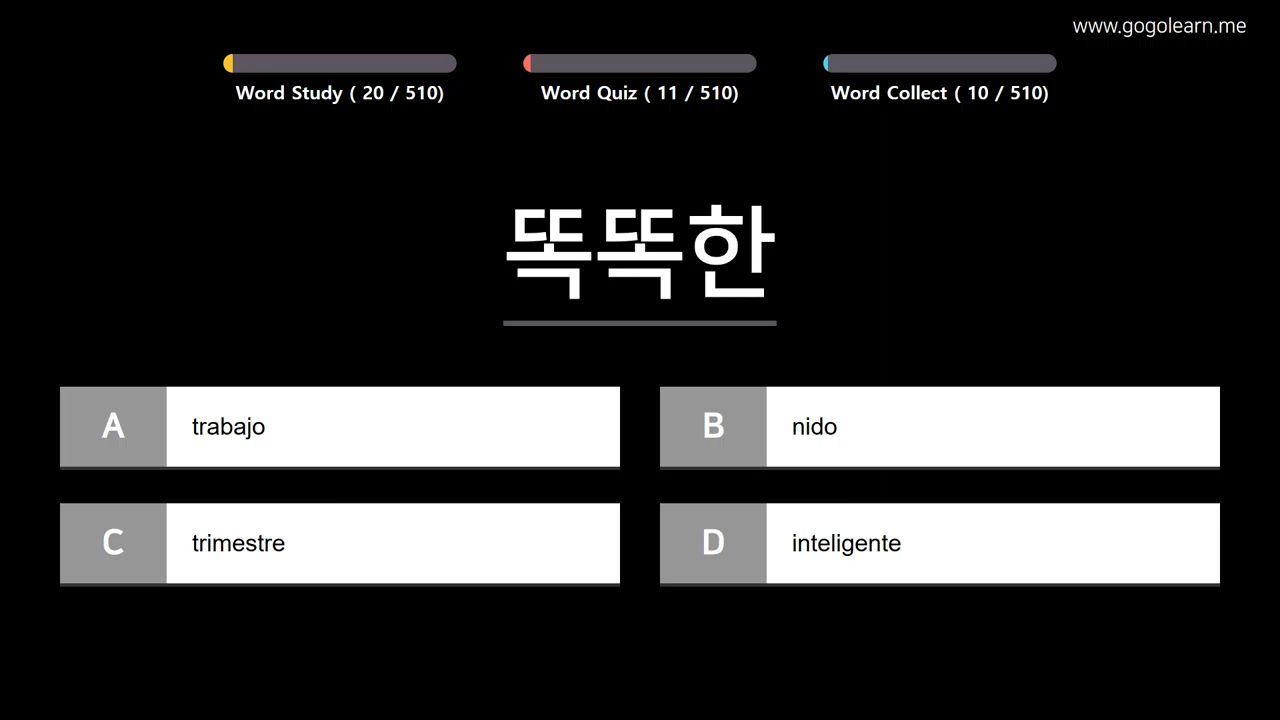 www.gogolearn.me
Word Study ( 20 / 510)
Word Quiz ( 11 / 510)
Word Collect ( 10 / 510)
똑똑한
A trabajo
B nido
C trimestre
D inteligente